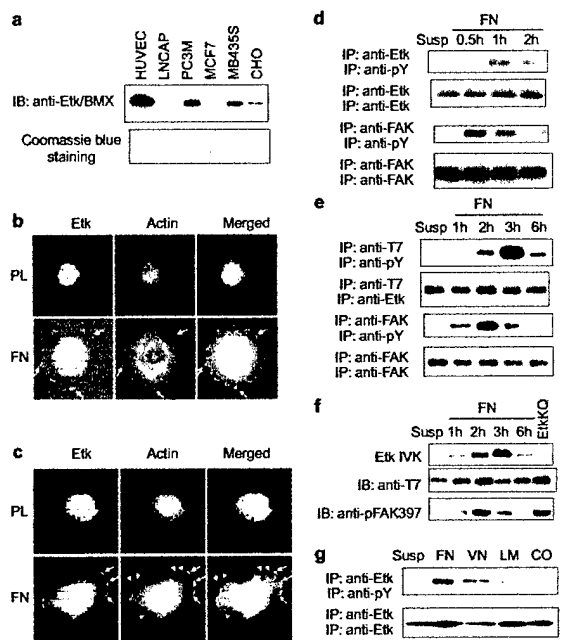 a
HUVEC LNCAP PC3M MCF7 MB435S CHO
IB: anti-Etk/BMX
Coomassie blue
staining
b
Etk Actin Merged
PL
FN
c
Etk Actin Merged
PL
FN
d
FN
Susp 0.5h 1h 2h
IP: anti-Etk
IP: anti-pY
IP: anti-Etk
IP: anti-Etk
IP: anti-FAK
IP: anti-pY
IP: anti-FAK
IP: anti-FAK
e
FN
Susp 1h 2h 3h 6h
IP: anti-T7
IP: anti-pY
IP: anti-T7
IP: anti-Etk
IP: anti-FAK
IP: anti-pY
IP: anti-FAK
IP: anti-FAK
f
FN
Susp 1h 2h 3h 6h EtkKQ
Etk IVK
IB: anti-T7
IB: anti-pFAK397
g
Susp FN VN LM CO
IP: anti-Etk
IP: anti-pY
IP: anti-Etk
IP: anti-Etk